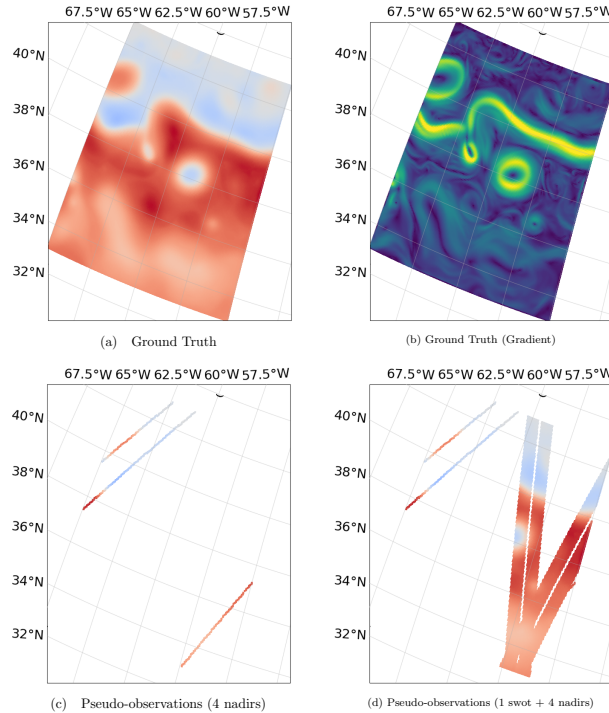 67.5°W 65°W 62.5°W 60°W 57.5°W
67.5°W 65°W 62.5°W 60°W 57.5°W
40°N
38°N
36°N
34°N
32°N
40°N
38°N
36°N
34°N
32°N
(a) Ground Truth
(b) Ground Truth (Gradient)
67.5°W 65°W 62.5°W 60°W 57.5°W
67.5°W 65°W 62.5°W 60°W 57.5°W
40°N
38°N
36°N
34°N
32°N
40°N
38°N
36°N
34°N
32°N
(c) Pseudo-observations (4 nadirs)
(d) Pseudo-observations (1 swot + 4 nadirs)